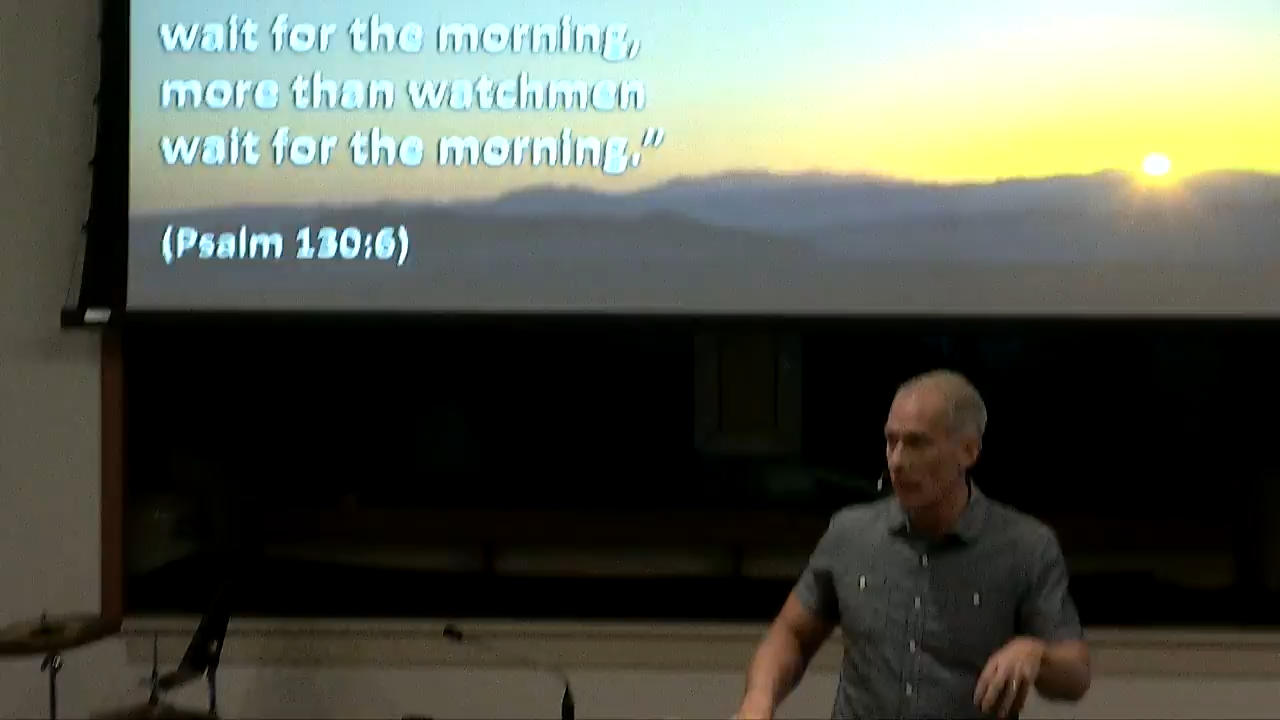 wait for the morning,
more than watchmen
wait for the morning.”
(Psalm 130:6)